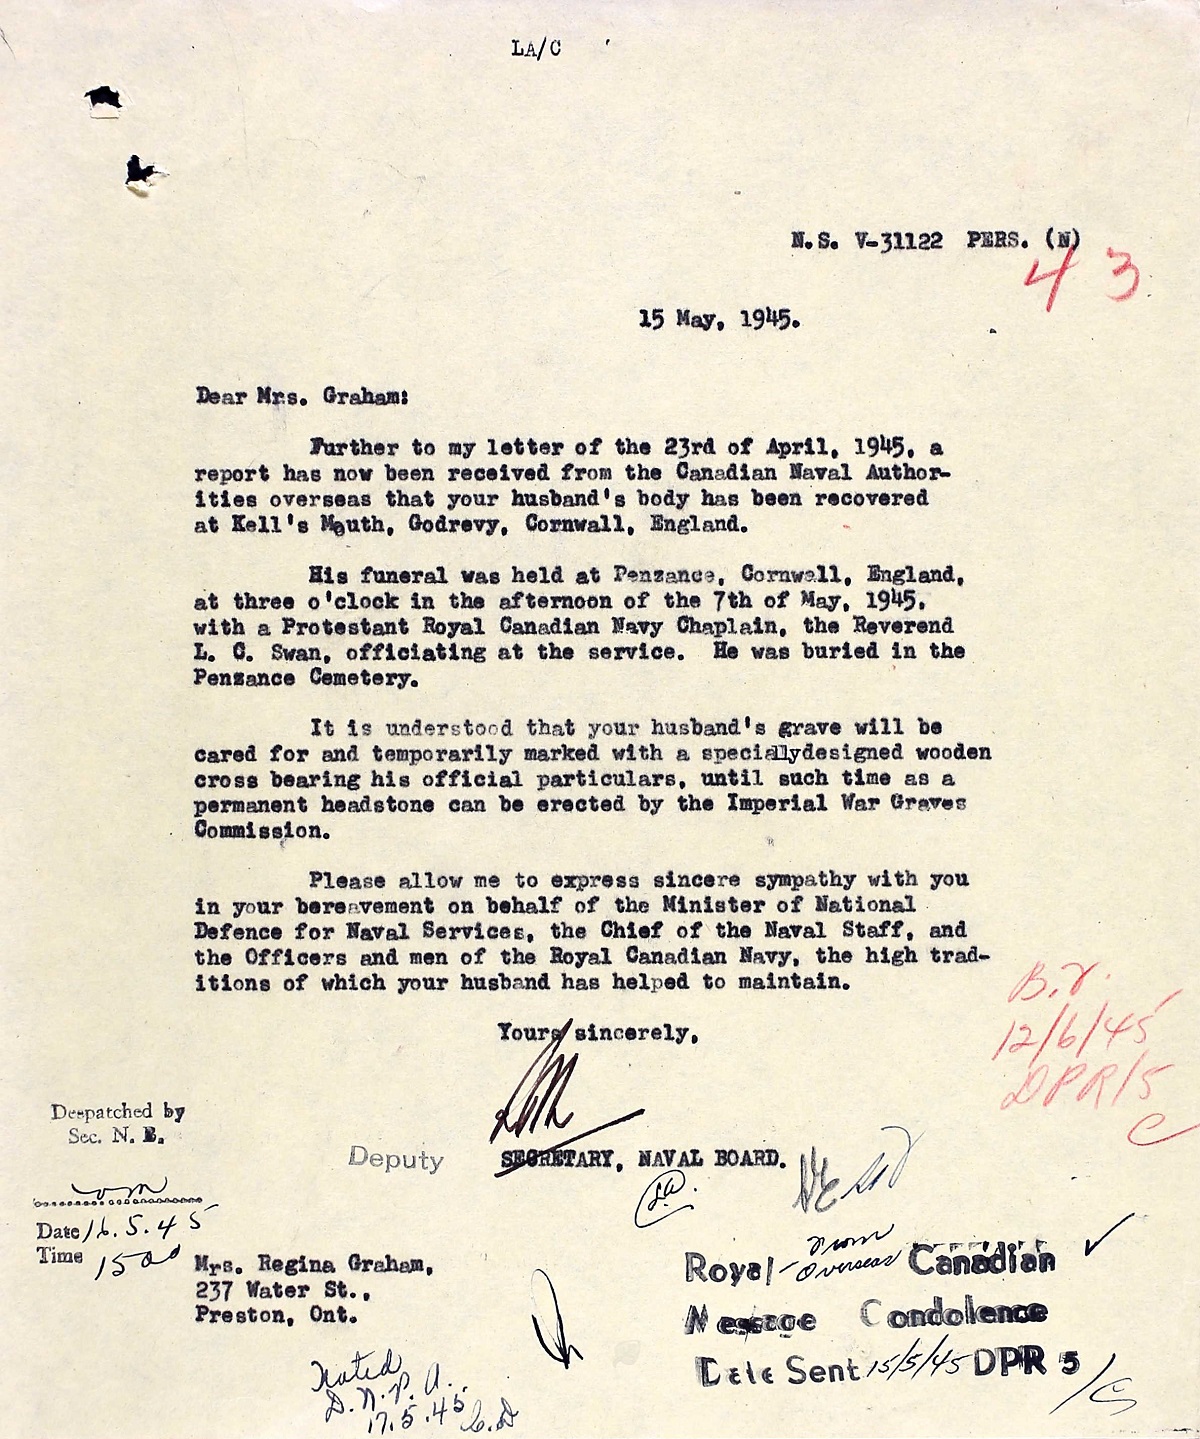 LA/C
N.S. V-31122 PERS. (N)
43
15 May, 1945.
Dear Mrs. Graham:
Further to my letter of the 23rd of April, 1945, a
report has now been received from the Canadian Naval Author-
ities overseas that your husband's body has been recovered
at Kell's Mouth, Godrevy, Cornwall, England.
His funeral was held at Penzance, Cornwall, England,
at three o'clock in the afternoon of the 7th of May, 1945,
with a Protestant Royal Canadian Navy Chaplain, the Reverend
L. C. Swan, officiating at the service. He was buried in the
Penzance Cemetery.
It is understood that your husband's grave will be
cared for and temporarily marked with a speciallydesigned wooden
cross bearing his official particulars, until such time as a
permanent headstone can be erected by the Imperial War Graves
Commission.
Please allow me to express sincere sympathy with you
in your bereavement on behalf of the Minister of National
Defence for Naval Services, the Chief of the Naval Staff, and
the Officers and men of the Royal Canadian Navy, the high trad-
itions of which your husband has helped to maintain.
B.F.
12/6/45
DPR/5
C
Yours sincerely,
Despatched by
Sec. N. B.
Deputy SECRETARY, NAVAL BOARD.
Date 16.5.45
Time 1500
Mrs. Regina Graham,
237 Water St.,
Preston, Ont.
Royal from overseas Canadian
Message Condolence
Date Sent 15/5/45 DPR 5
Noted
D.N.P.A.
17.5.45